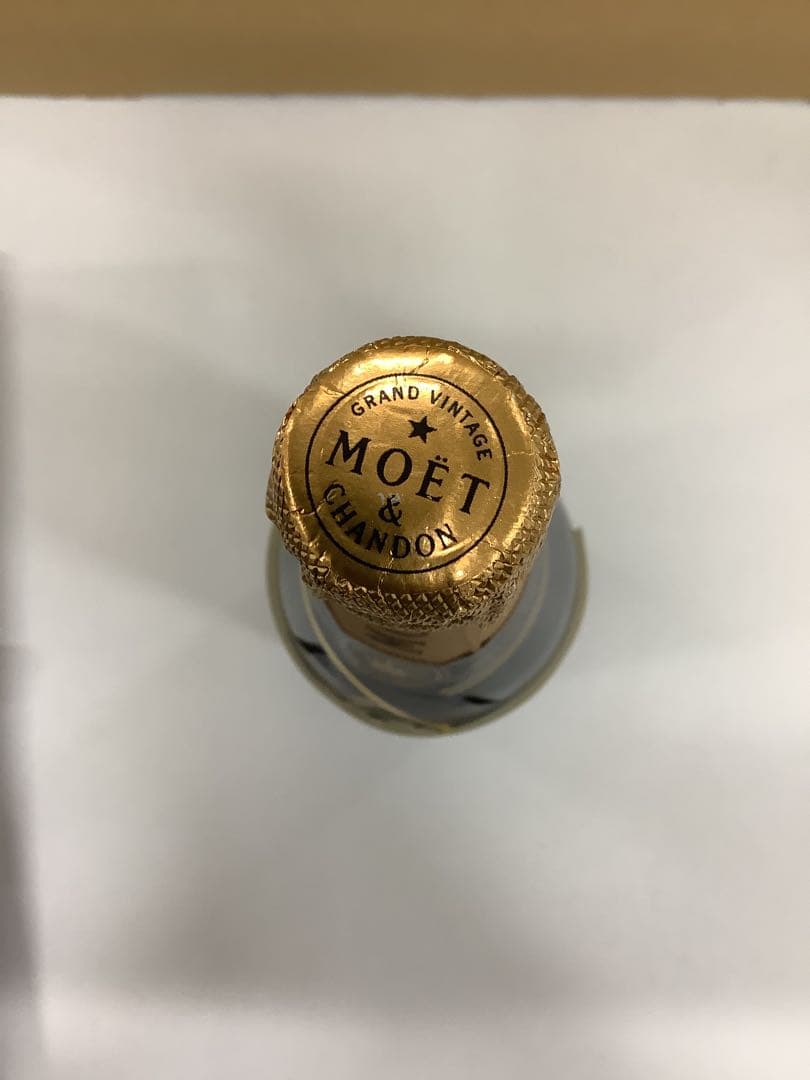 GRAND VINTAGE
MOËT
&
CHANDON